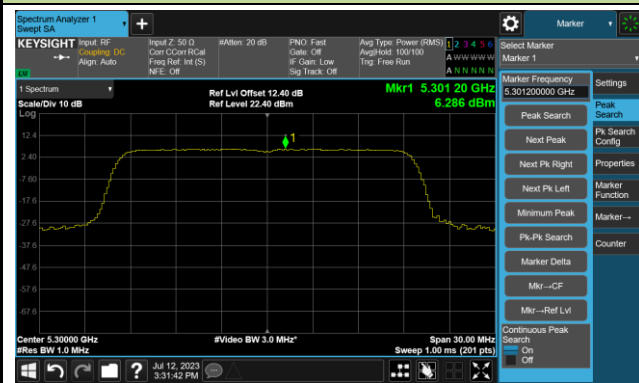 Spectrum Analyzer 1
Swept SA
+
Marker
KEYSIGHT
Input: RF
Coupling: DC
Align: Auto
Input Z: 50 Ω
Corr CCorr RCal
Freq Ref: Int (S)
NFE: Off
#Atten: 20 dB
PNO: Fast
Gate: Off
IF Gain: Low
Sig Track: Off
Avg Type: Power (RMS)
Avg|Hold: 100/100
Trig: Free Run
1 2 3 4 5 6
A W W W W W
A N N N N N
LXI
1 Spectrum
Scale/Div 10 dB
Log
Ref Lvl Offset 12.40 dB
Ref Level 22.40 dBm
Mkr1 5.301 20 GHz
6.286 dBm
1
12.4
2.40
-7.60
-17.6
-27.6
-37.6
-47.6
-57.6
-67.6
Center 5.30000 GHz
#Res BW 1.0 MHz
#Video BW 3.0 MHz*
Span 30.00 MHz
Sweep 1.00 ms (201 pts)
Select Marker
Marker 1
Marker Frequency
5.301200000 GHz
Peak Search
Next Peak
Next Pk Right
Next Pk Left
Minimum Peak
Pk-Pk Search
Marker Delta
Mkr→CF
Mkr→Ref Lvl
Continuous Peak
Search
On
Off
Settings
Peak
Search
Pk Search
Config
Properties
Marker
Function
Marker→
Counter
?
Jul 12, 2023
3:31:42 PM